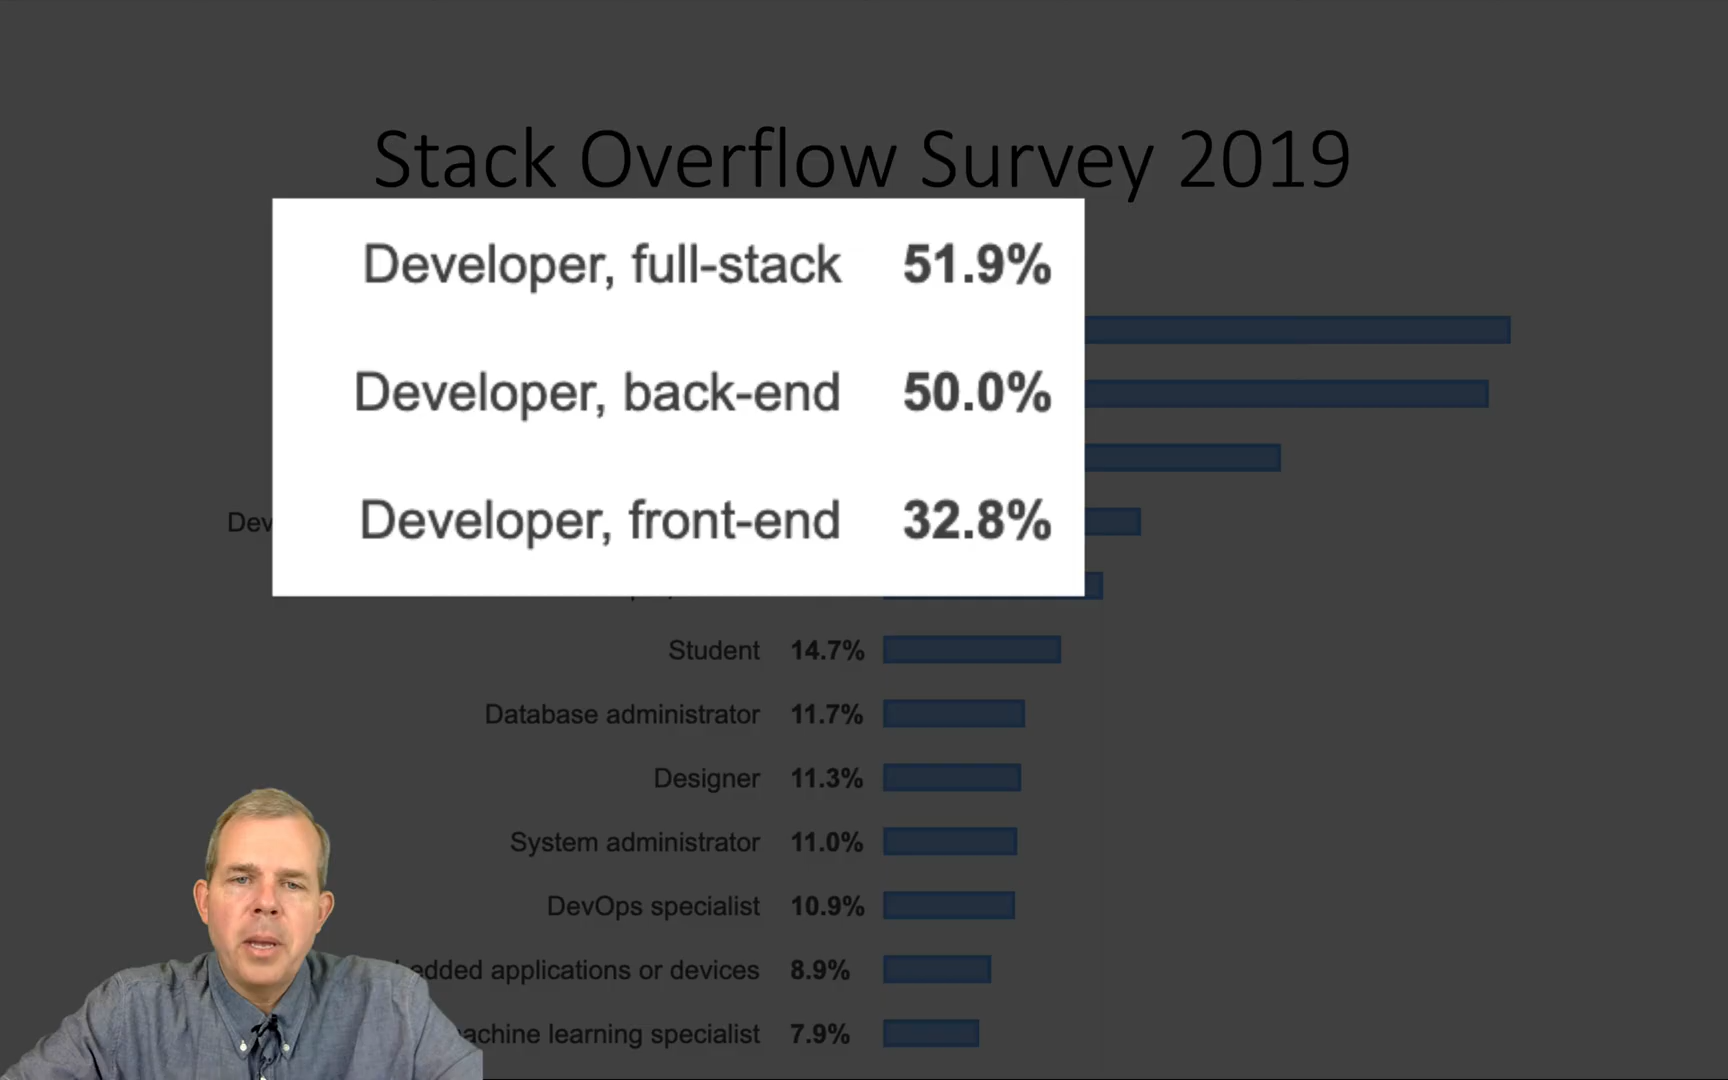 Stack Overflow Survey 2019
Developer, full-stack 51.9%
Developer, back-end 50.0%
Developer, front-end 32.8%
Student 14.7%
Database administrator 11.7%
Designer 11.3%
System administrator 11.0%
DevOps specialist 10.9%
applications or devices 8.9%
learning specialist 7.9%